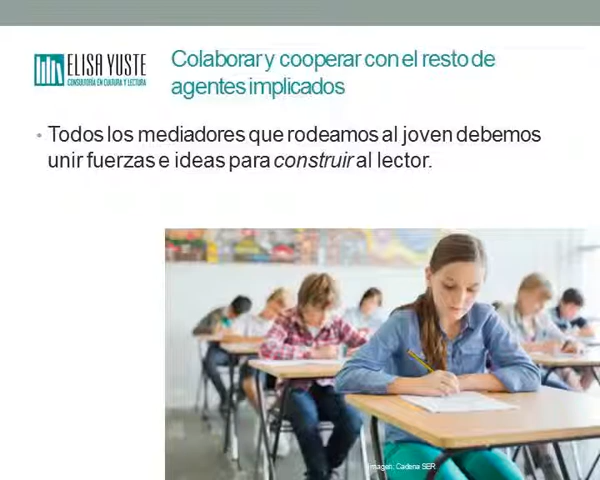 ELISA YUSTE
CONSULTORÍA EN CULTURA Y LECTURA
Colaborar y cooperar con el resto de
agentes implicados
• Todos los mediadores que rodeamos al joven debemos
unir fuerzas e ideas para construir al lector.
Imagen: Cadena SER